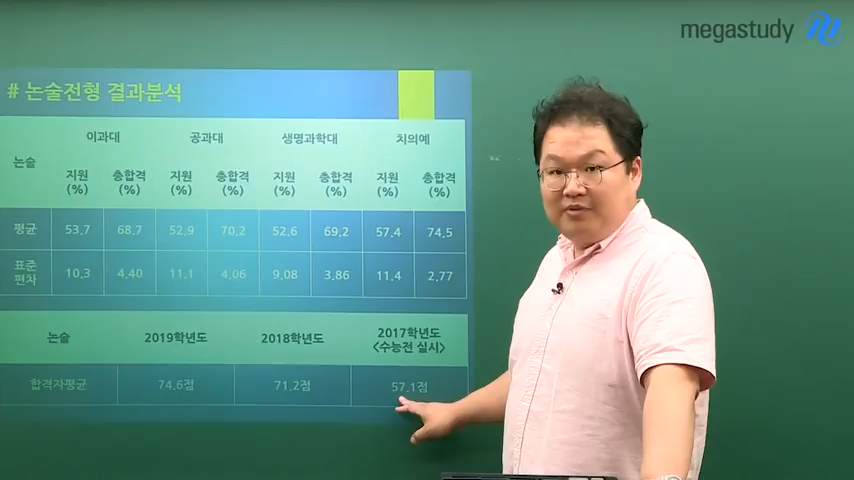 megastudy
# 논술전형 결과분석
논술 이과대 공과대 생명과학대 치의예
지원(%) 총합격(%) 지원(%) 총합격(%) 지원(%) 총합격(%) 지원(%) 총합격(%)
평균 53.7 68.7 52.9 70.2 52.6 69.2 57.4 74.5
표준편차 10.3 4.40 11.1 4.06 9.08 3.86 11.4 2.77
논술 2019학년도 2018학년도 2017학년도
<수능전 실시>
합격자평균 74.6점 71.2점 57.1점